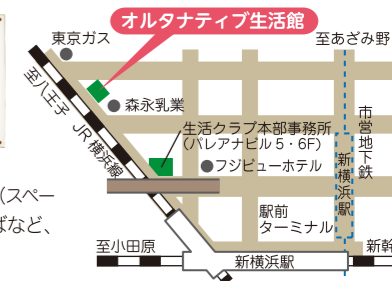 オルタナティブ生活館
東京ガス
至あざみ野
至八王子
森永乳業
JR横浜線
生活クラブ本部事務所
(パレアナビル5・6F)
市営地下鉄
フジビューホテル
新横浜駅
(スペー
ばなど、
駅前
ターミナル
至小田原
新横浜駅
新幹